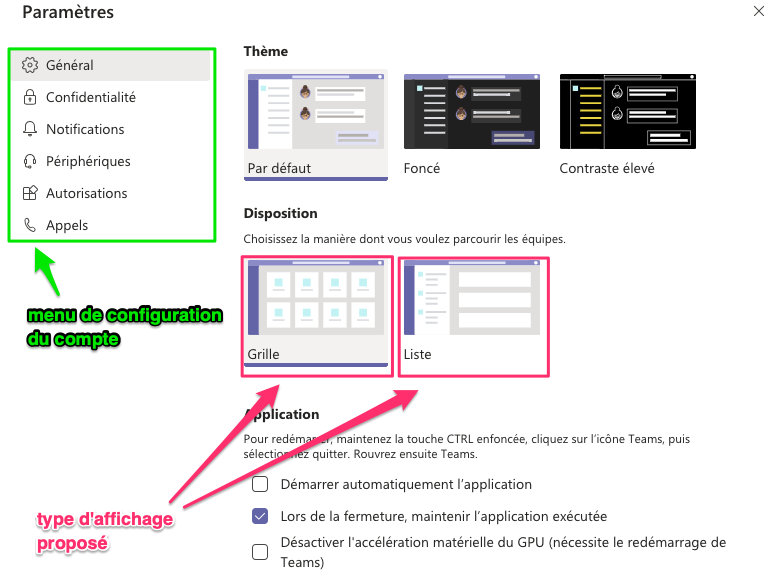 Paramètres
Général
Confidentialité
Notifications
Périphériques
Autorisations
Appels
menu de configuration
du compte
Thème
Par défaut
Foncé
Contraste élevé
Disposition
Choisissez la manière dont vous voulez parcourir les équipes.
Grille
Liste
Application
Pour redémarrer, maintenez la touche CTRL enfoncée, cliquez sur l'icône Teams, puis
sélectionnez quitter. Rouvrez ensuite Teams.
type d'affichage
proposé
Démarrer automatiquement l'application
Lors de la fermeture, maintenir l'application exécutée
Désactiver l'accélération matérielle du GPU (nécessite le redémarrage de
Teams)